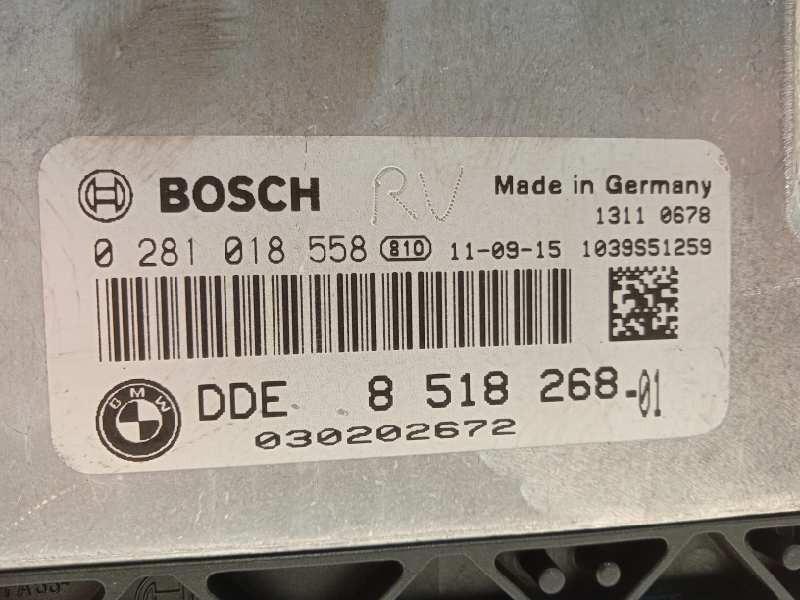 BOSCH RV Made in Germany
1311 0678
0 281 018 558 810 11-09-15 1039S51259
BMW
DDE 8 518 268-01
030202672